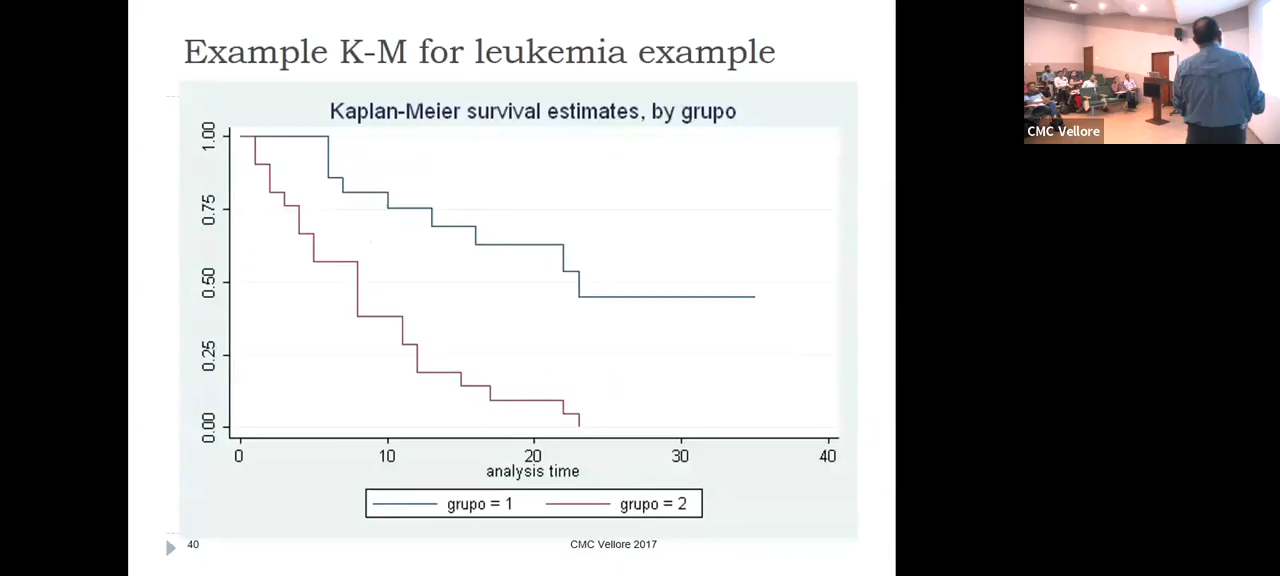 Example K-M for leukemia example
CMC Vellore
Kaplan-Meier survival estimates, by grupo
1.00
0.75
0.50
0.25
0.00
0 10 20 30 40
analysis time
grupo = 1 grupo = 2
40 CMC Vellore 2017